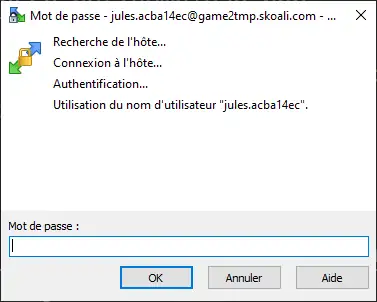 Mot de passe - jules.acba14ec@game2tmp.skoali.com - ...
Recherche de l'hôte...
Connexion à l'hôte...
Authentification...
Utilisation du nom d'utilisateur "jules.acba14ec".
Mot de passe :
OK
Annuler
Aide